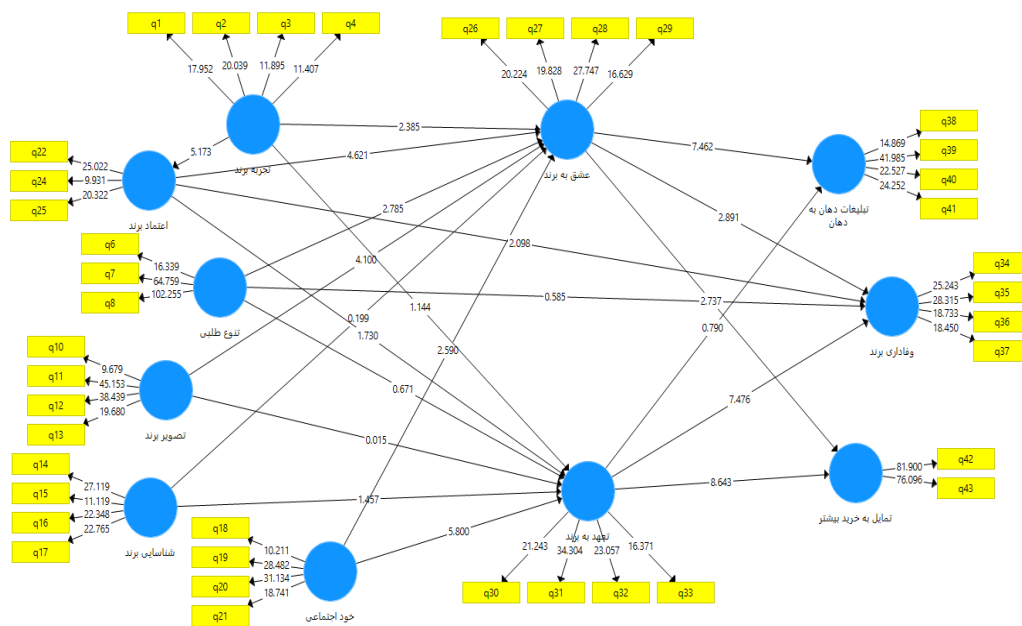 q1
q2
q3
q4
q26
q27
q28
q29
17.952
20.039
11.895
11.407
20.224
19.828
27.747
16.629
q22
q24
q25
25.022
9.931
20.322
اعتماد برند
5.173
تجربه برند
2.385
4.621
عشق به برند
7.462
q38
q39
q40
q41
14.869
41.985
22.527
24.252
تبلیغات دهان به
دهان
q6
q7
q8
16.339
64.759
102.255
تنوع طلبی
2.785
2.891
2.098
4.100
0.585
1.144
2.737
0.199
0.790
1.730
2.590
q34
q35
q36
q37
25.243
28.315
18.733
18.450
وفاداری برند
q10
q11
q12
q13
9.679
45.153
38.439
19.680
تصویر برند
0.671
7.476
0.015
q14
q15
q16
q17
27.119
11.119
22.348
22.765
شناسایی برند
1.457
5.800
8.643
q42
q43
81.900
76.096
تمایل به خرید بیشتر
q18
q19
q20
q21
10.211
28.482
31.134
18.741
خود اجتماعی
تعهد به برند
21.243
34.304
23.057
16.371
q30
q31
q32
q33